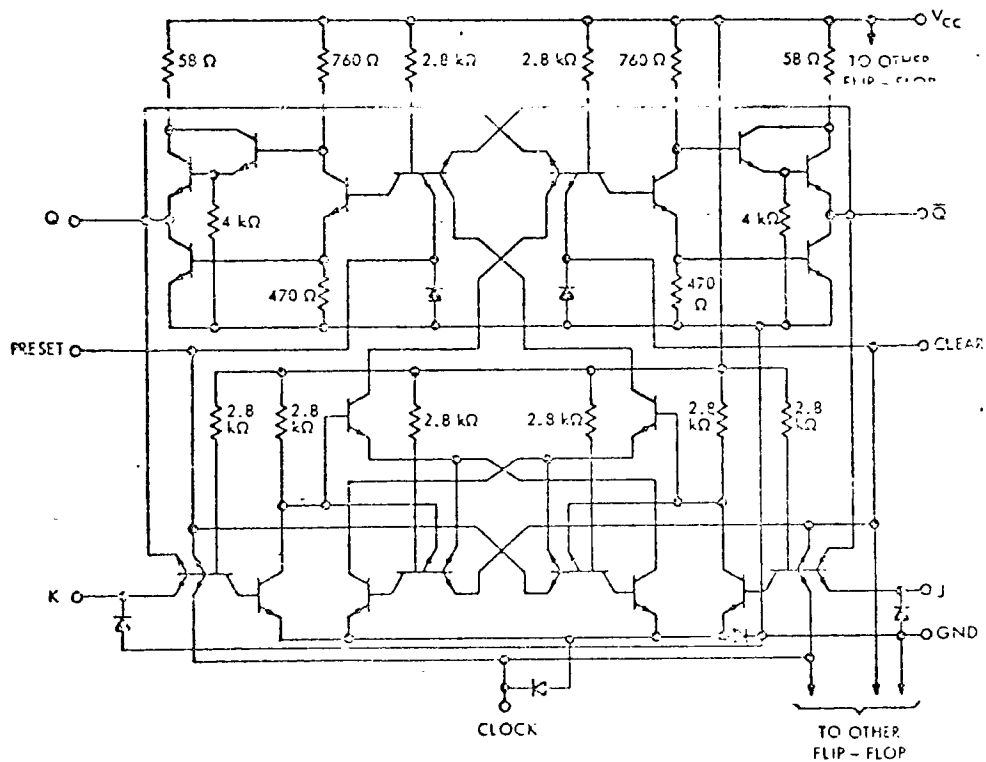 V_CC
58 Ω
760 Ω
2.8 kΩ
2.8 kΩ
760 Ω
58 Ω
TO OTHER
FLIP-FLOP
Q
4 kΩ
4 kΩ
Q̄
470 Ω
470
Ω
PRESET
CLEAR
2.8
kΩ
2.8
kΩ
2.8 kΩ
2.8 kΩ
2.8
kΩ
2.8
kΩ
K
J
GND
CLOCK
TO OTHER
FLIP-FLOP